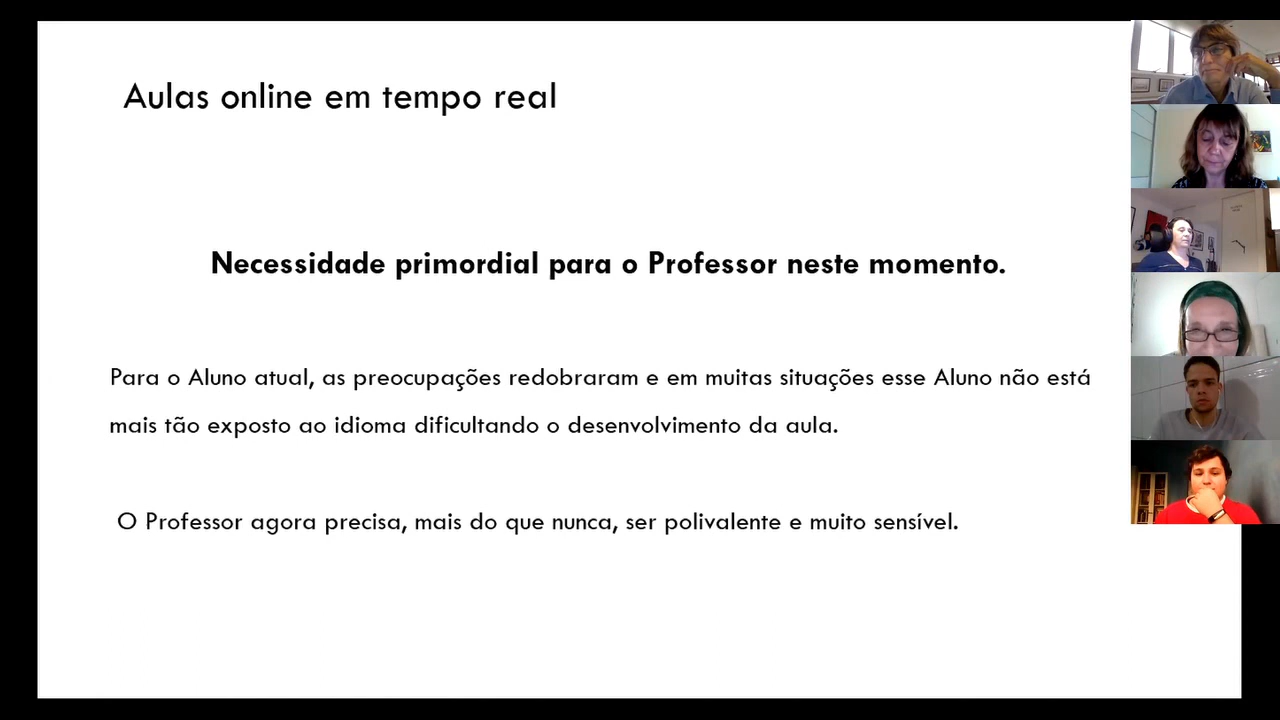 Aulas online em tempo real
Necessidade primordial para o Professor neste momento.
Para o Aluno atual, as preocupações redobraram e em muitas situações esse Aluno não está
mais tão exposto ao idioma dificultando o desenvolvimento da aula.
O Professor agora precisa, mais do que nunca, ser polivalente e muito sensível.